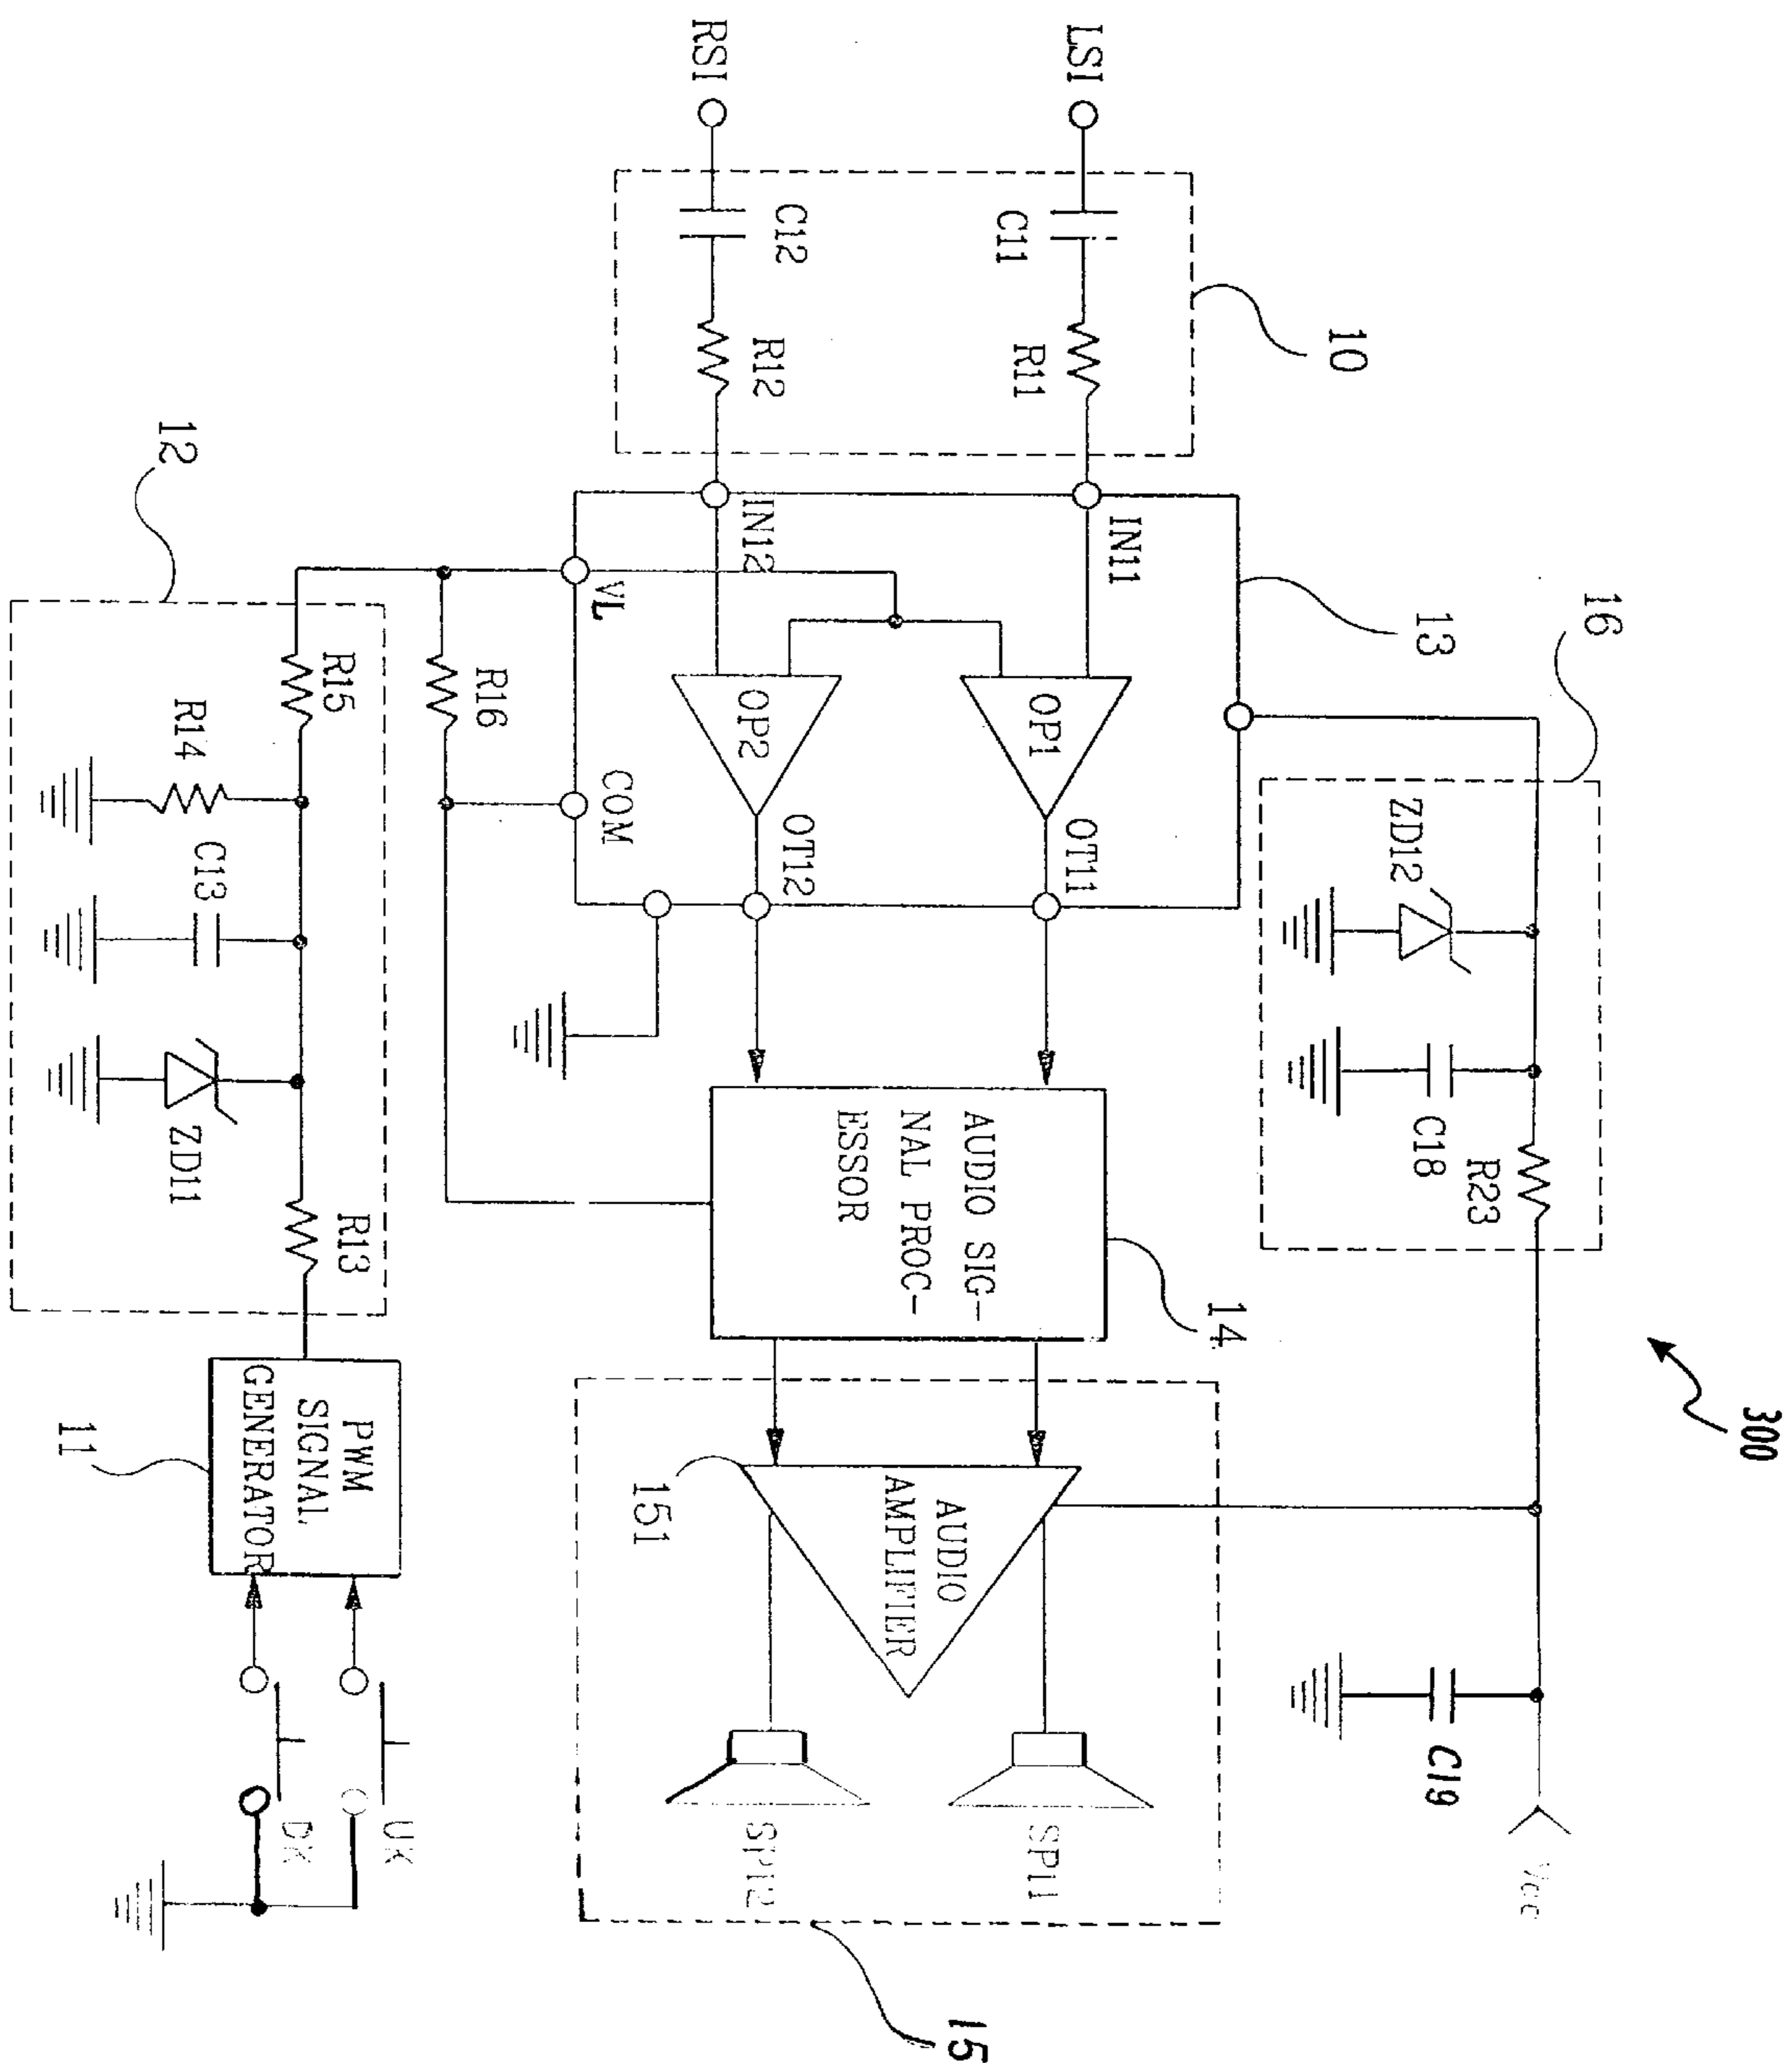 300
LSI
RSI
C11
R11
C12
R12
10
IN11
IN12
VL
COM
OP1
OP2
OT11
OT12
13
16
ZD12
C18
R23
C19
Vcc
AUDIO SIG-
NAL PROC-
ESSOR
14
AUDIO
AMPLIFIER
151
SP11
SP12
15
R16
12
R15
R14
C13
ZD11
R13
PWM
SIGNAL
GENERATOR
11
UK
DK